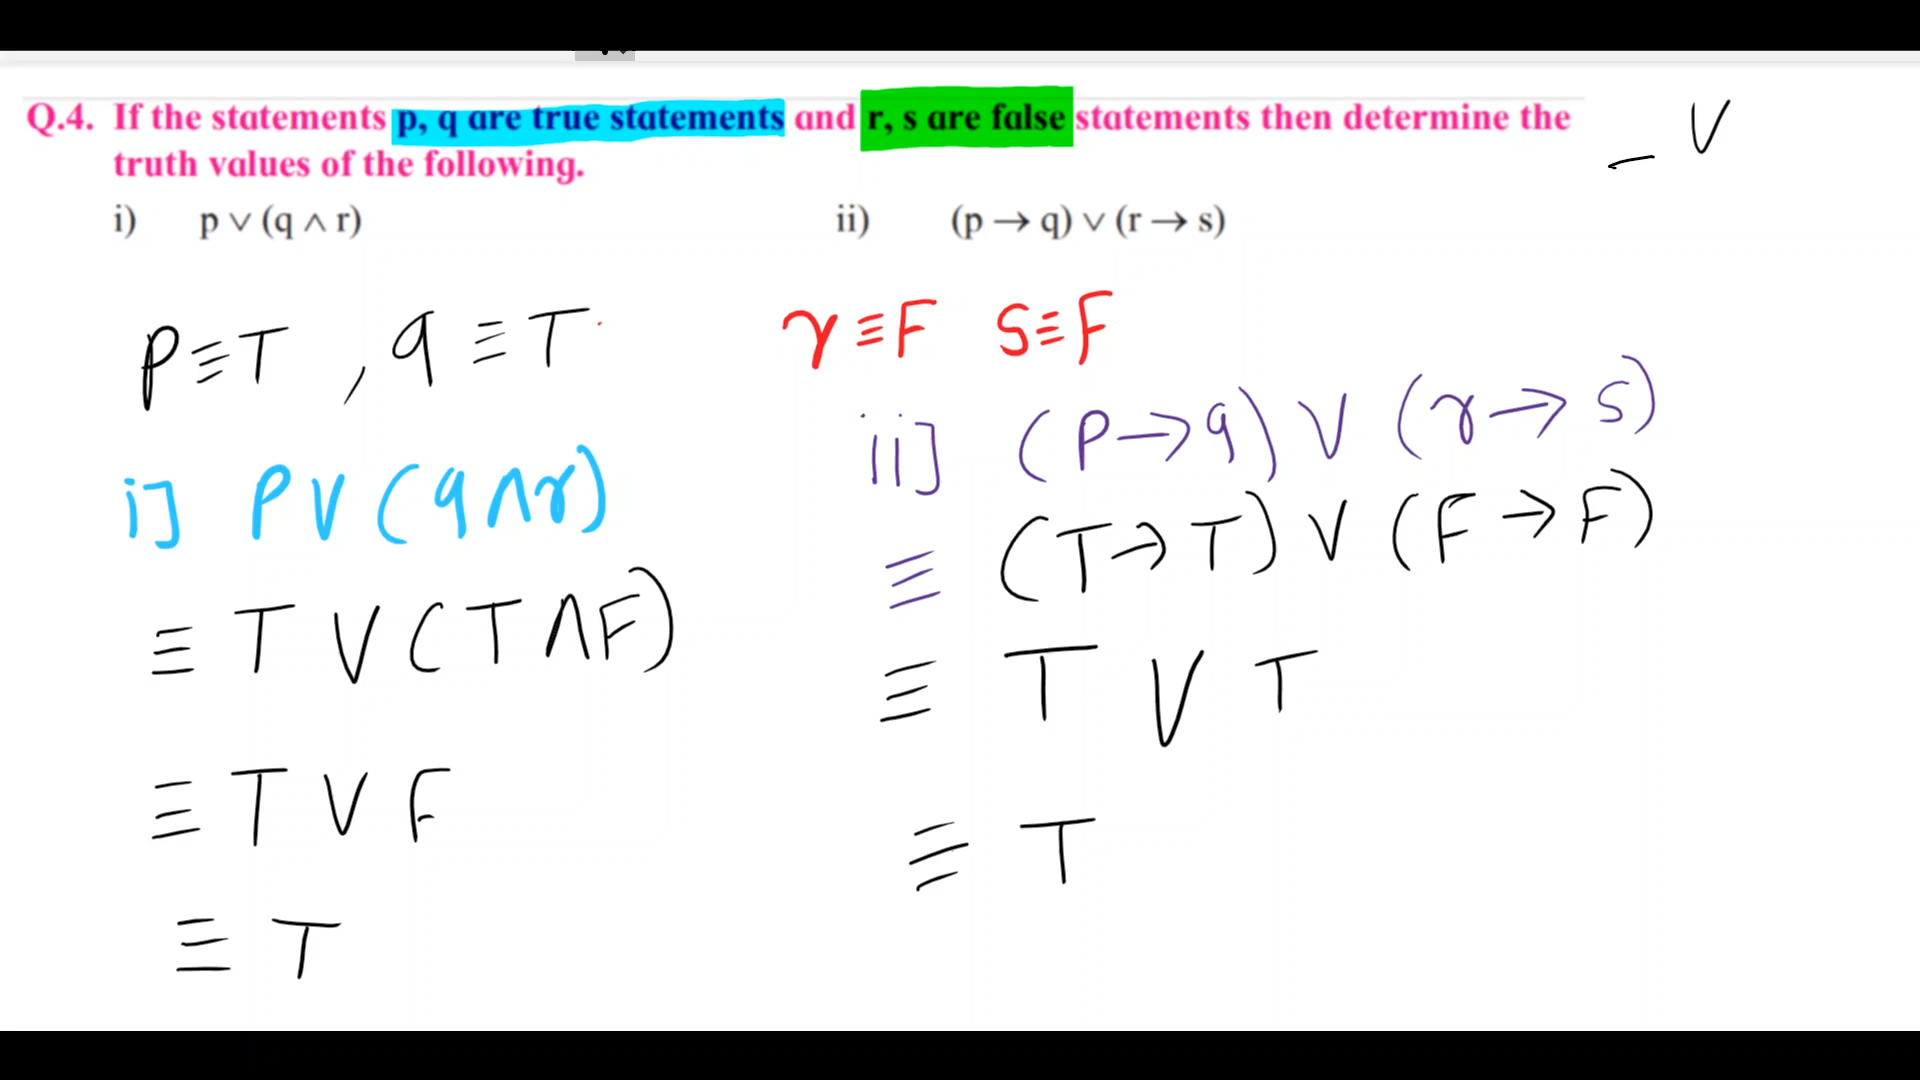 Q.4. If the statements p, q are true statements and r, s are false statements then determine the
truth values of the following.
i) p ∨ (q ∧ r)
ii) (p → q) ∨ (r → s)
_ V
P≡T , q ≡ T
r≡F s≡F
i] P V (q ∧ r)
≡ T V (T ∧ F)
≡ T V F
≡ T
ii] (P → q) V (r → s)
≡ (T → T) V (F → F)
≡ T V T
≡ T